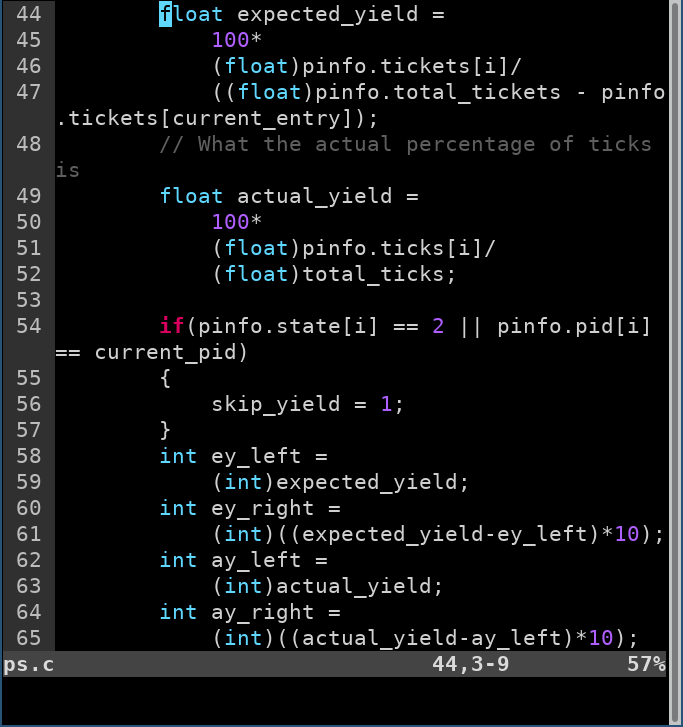 44 float expected_yield =
45 100*
46 (float)pinfo.tickets[i]/
47 ((float)pinfo.total_tickets - pinfo
.tickets[current_entry]);
48 // What the actual percentage of ticks
is
49 float actual_yield =
50 100*
51 (float)pinfo.ticks[i]/
52 (float)total_ticks;
53
54 if(pinfo.state[i] == 2 || pinfo.pid[i]
== current_pid)
55 {
56 skip_yield = 1;
57 }
58 int ey_left =
59 (int)expected_yield;
60 int ey_right =
61 (int)((expected_yield-ey_left)*10);
62 int ay_left =
63 (int)actual_yield;
64 int ay_right =
65 (int)((actual_yield-ay_left)*10);
ps.c 44,3-9 57%